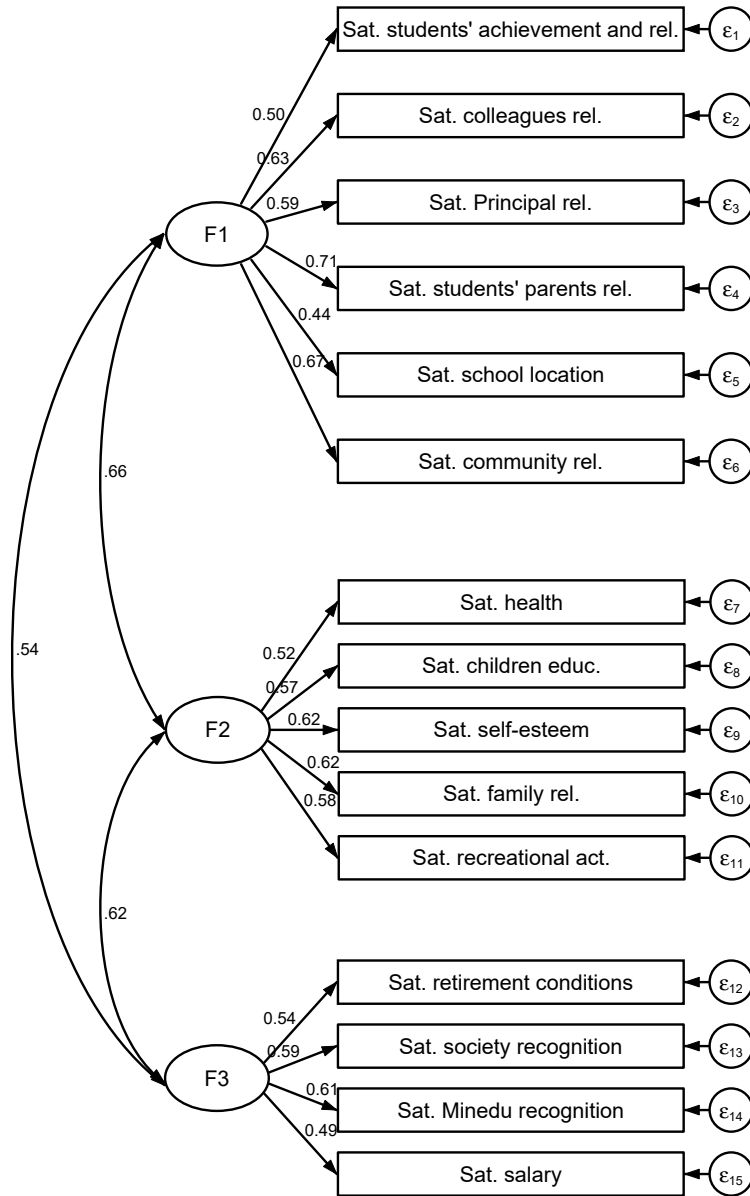 Sat. students' achievement and rel.
ε1
0.50
Sat. colleagues rel.
ε2
0.63
Sat. Principal rel.
ε3
0.59
F1
0.71
Sat. students' parents rel.
ε4
0.44
0.67
Sat. school location
ε5
Sat. community rel.
ε6
.66
Sat. health
ε7
0.52
Sat. children educ.
ε8
.54
0.57
0.62
F2
Sat. self-esteem
ε9
0.62
Sat. family rel.
ε10
0.58
Sat. recreational act.
ε11
.62
Sat. retirement conditions
ε12
0.54
Sat. society recognition
ε13
0.59
F3
0.61
Sat. Minedu recognition
ε14
0.49
Sat. salary
ε15